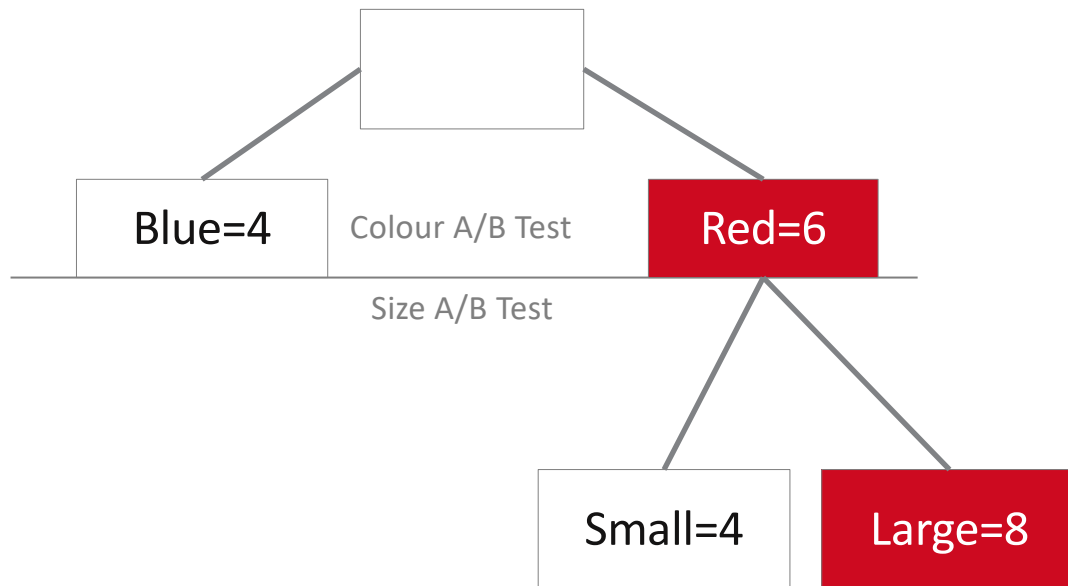 Blue=4
Colour A/B Test
Red=6
Size A/B Test
Small=4
Large=8